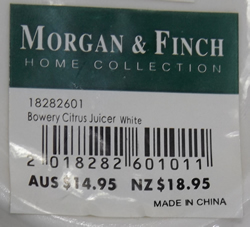 MORGAN & FINCH
HOME COLLECTION
18282601
Bowery Citrus Juicer White
2 018282 601011
AUS $14.95 NZ $18.95
MADE IN CHINA